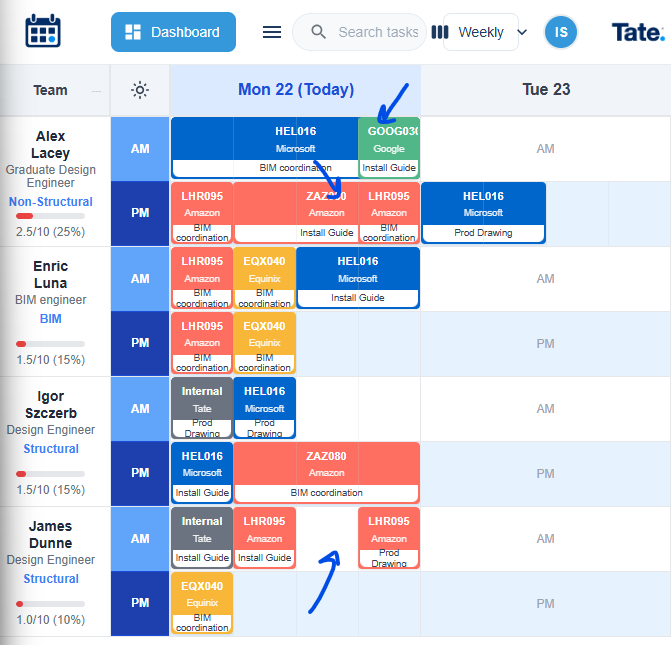 Dashboard
Search tasks
Weekly
IS
Tate.
Team
Mon 22 (Today)
Tue 23
Alex
Lacey
Graduate Design
Engineer
Non-Structural
2.5/10 (25%)
AM
HEL016
Microsoft
BIM coordination
Google
Install Guide
AM
PM
LHR095
Amazon
BIM
coordination
Amazon
Install Guide
LHR095
Amazon
BIM
coordination
HEL016
Microsoft
Prod Drawing
Enric
Luna
BIM engineer
BIM
1.5/10 (15%)
AM
LHR095
Amazon
BIM
coordination
EQX040
Equinix
BIM
coordination
HEL016
Microsoft
Install Guide
AM
PM
LHR095
Amazon
BIM
coordination
EQX040
Equinix
BIM
coordination
PM
Igor
Szczerb
Design Engineer
Structural
1.5/10 (15%)
AM
Internal
Tate
Prod
Drawing
HEL016
Microsoft
Prod
Drawing
AM
PM
HEL016
Microsoft
Install Guide
ZAZ080
Amazon
BIM coordination
PM
James
Dunne
Design Engineer
Structural
1.0/10 (10%)
AM
Internal
Tate
Install Guide
LHR095
Amazon
Install Guide
LHR095
Amazon
Prod
Drawing
AM
PM
EQX040
Equinix
BIM
coordination
PM